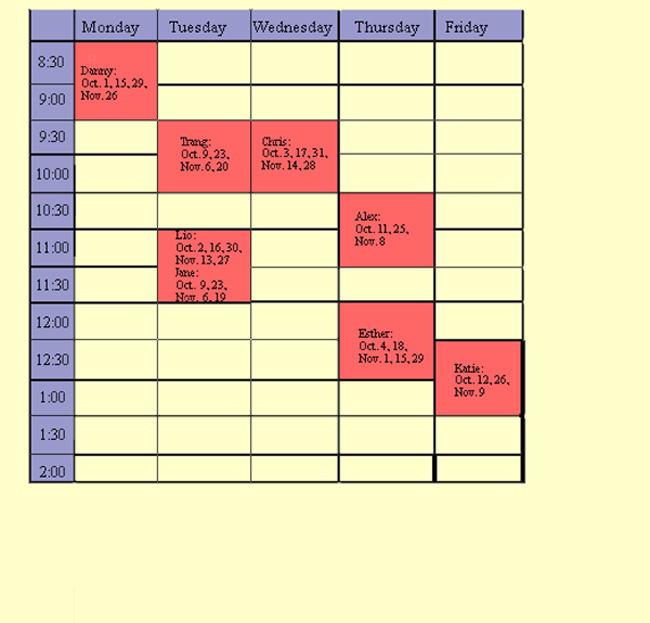 Monday Tuesday Wednesday Thursday Friday
8:30
Danny:
Oct. 1, 15, 29,
Nov. 26
9:00
9:30
Trang:
Oct. 9, 23,
Nov. 6, 20
Chris:
Oct. 3, 17, 31,
Nov. 14, 28
10:00
10:30
Alex:
Oct. 11, 25,
Nov. 8
11:00
Lio:
Oct. 2, 16, 30,
Nov. 13, 27
Jane:
Oct. 9, 23,
Nov. 6, 19
11:30
12:00
Esther:
Oct. 4, 18,
Nov. 1, 15, 29
12:30
Katie:
Oct. 12, 26,
Nov. 9
1:00
1:30
2:00